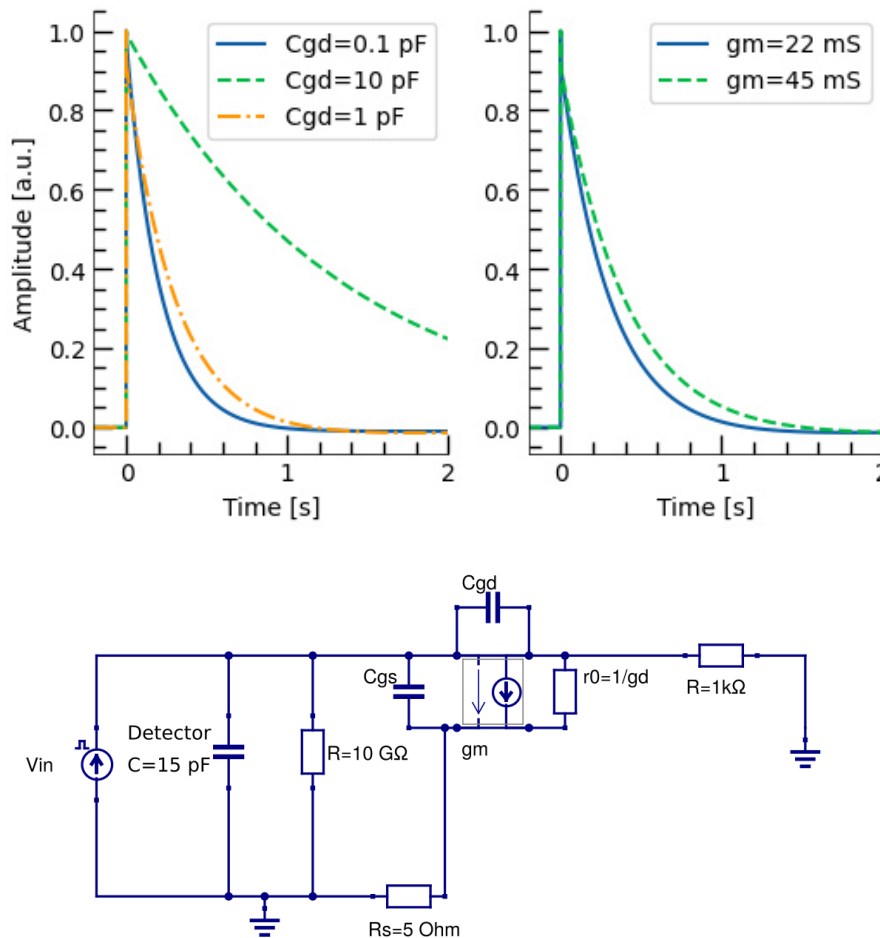 Amplitude [a.u.]
1.0
0.8
0.6
0.4
0.2
0.0
Cgd=0.1 pF
Cgd=10 pF
Cgd=1 pF
0 1 2
Time [s]
1.0
0.8
0.6
0.4
0.2
0.0
gm=22 mS
gm=45 mS
0 1 2
Time [s]
Cgd
Cgs
r0=1/gd
R=1kΩ
gm
Detector
C=15 pF
Vin
R=10 GΩ
Rs=5 Ohm